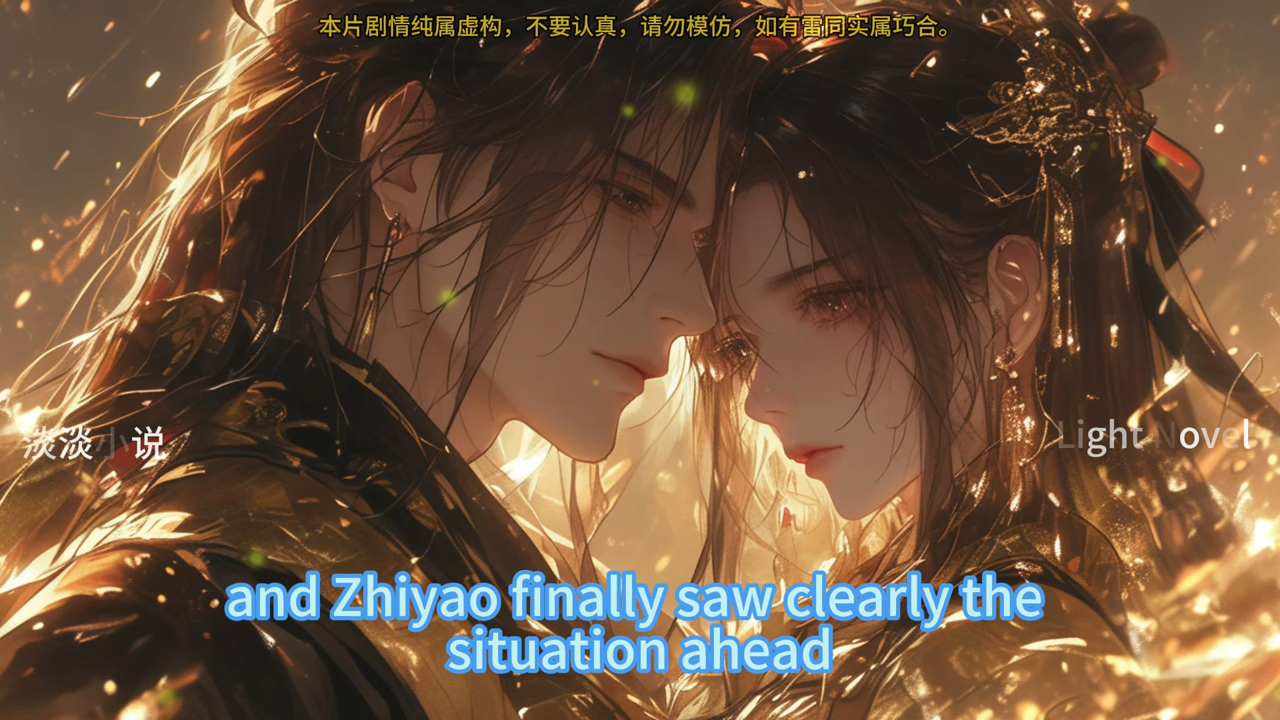 本片剧情纯属虚构，不要认真，请勿模仿，如有雷同实属巧合。
淡淡小说
Light Novel
and Zhiyao finally saw clearly the
situation ahead